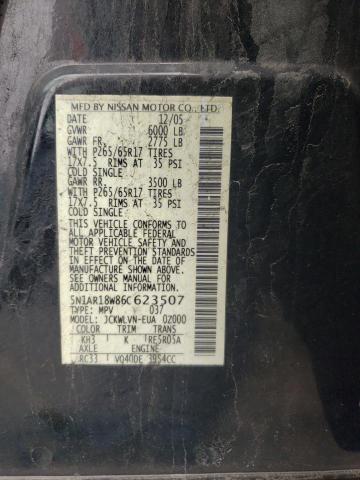 MFD BY NISSAN MOTOR CO., LTD.
DATE 12/05
GVWR 6000 LB
GAWR FR. 2775 LB
WITH P265/65R17 TIRES
17X7.5 RIMS AT 35 PSI
COLD SINGLE
GAWR RR. 3500 LB
WITH P265/65R17 TIRES
17X7.5 RIMS AT 35 PSI
COLD SINGLE
THIS VEHICLE CONFORMS TO
ALL APPLICABLE FEDERAL
MOTOR VEHICLE SAFETY AND
THEFT PREVENTION STANDARDS
IN EFFECT ON THE DATE OF
MANUFACTURE SHOWN ABOVE.
SEE OWNERS MANUAL FOR
ADDITIONAL INFORMATION
5N1AR18W86C623507
TYPE: MPV 037
MODEL: JCKWLVN-EUA 0Z000
COLOR TRIM TRANS
KH3 K RE5R05A
AXLE ENGINE
RC33 VQ40DE 3954CC